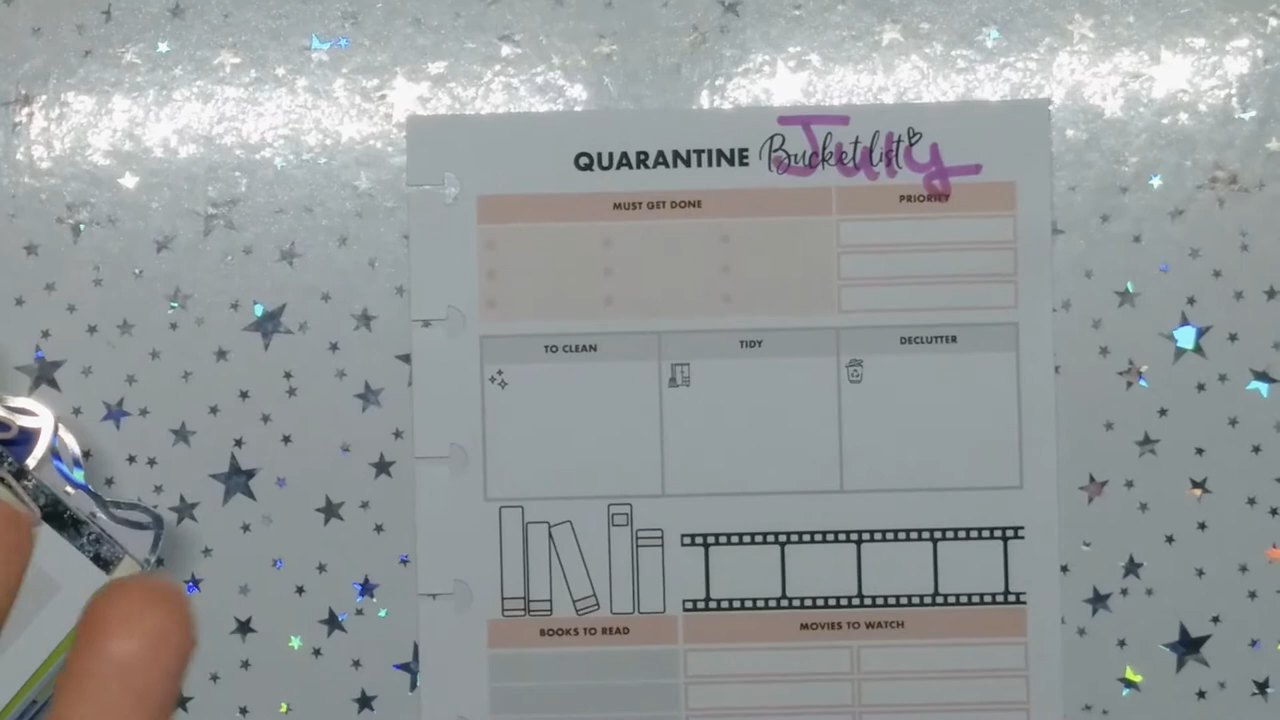 QUARANTINE Bucket list July
MUST GET DONE PRIORITY
TO CLEAN TIDY DECLUTTER
BOOKS TO READ MOVIES TO WATCH